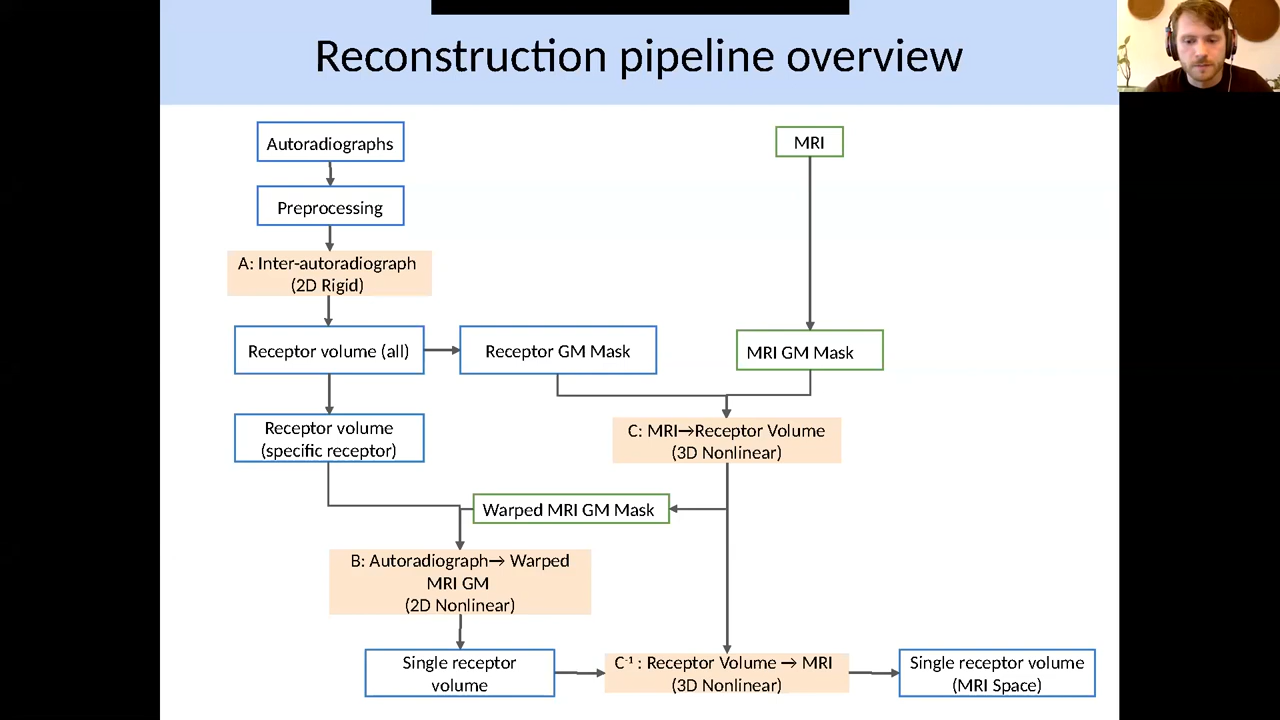 Reconstruction pipeline overview
Autoradiographs
MRI
Preprocessing
A: Inter-autoradiograph
(2D Rigid)
Receptor volume (all)
Receptor GM Mask
MRI GM Mask
Receptor volume
(specific receptor)
C: MRI→Receptor Volume
(3D Nonlinear)
Warped MRI GM Mask
B: Autoradiograph→ Warped
MRI GM
(2D Nonlinear)
Single receptor
volume
C⁻¹ : Receptor Volume → MRI
(3D Nonlinear)
Single receptor volume
(MRI Space)